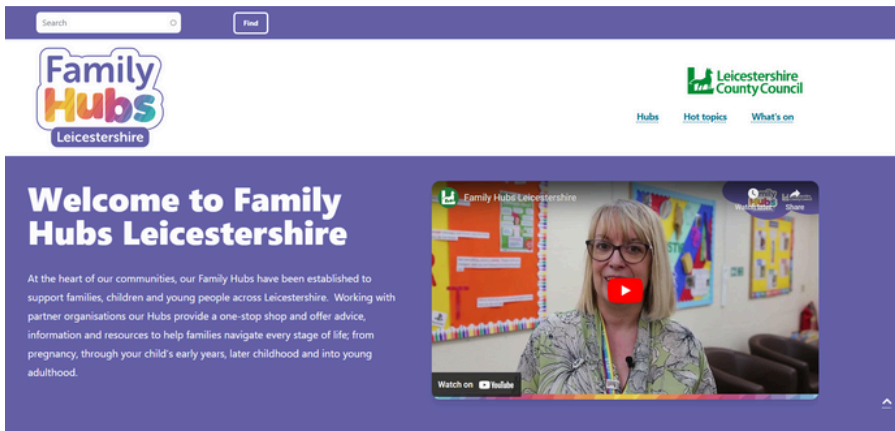 Search
Find
Family
Hubs
Leicestershire
Leicestershire
County Council
Hubs
Hot topics
What's on
Welcome to Family
Hubs Leicestershire
At the heart of our communities, our Family Hubs have been established to
support families, children and young people across Leicestershire. Working with
partner organisations our Hubs provide a one-stop shop and offer advice,
information and resources to help families navigate every stage of life; from
pregnancy, through your child's early years, later childhood and into young
adulthood.
Family Hubs Leicestershire
Watch later
Share
Watch on YouTube